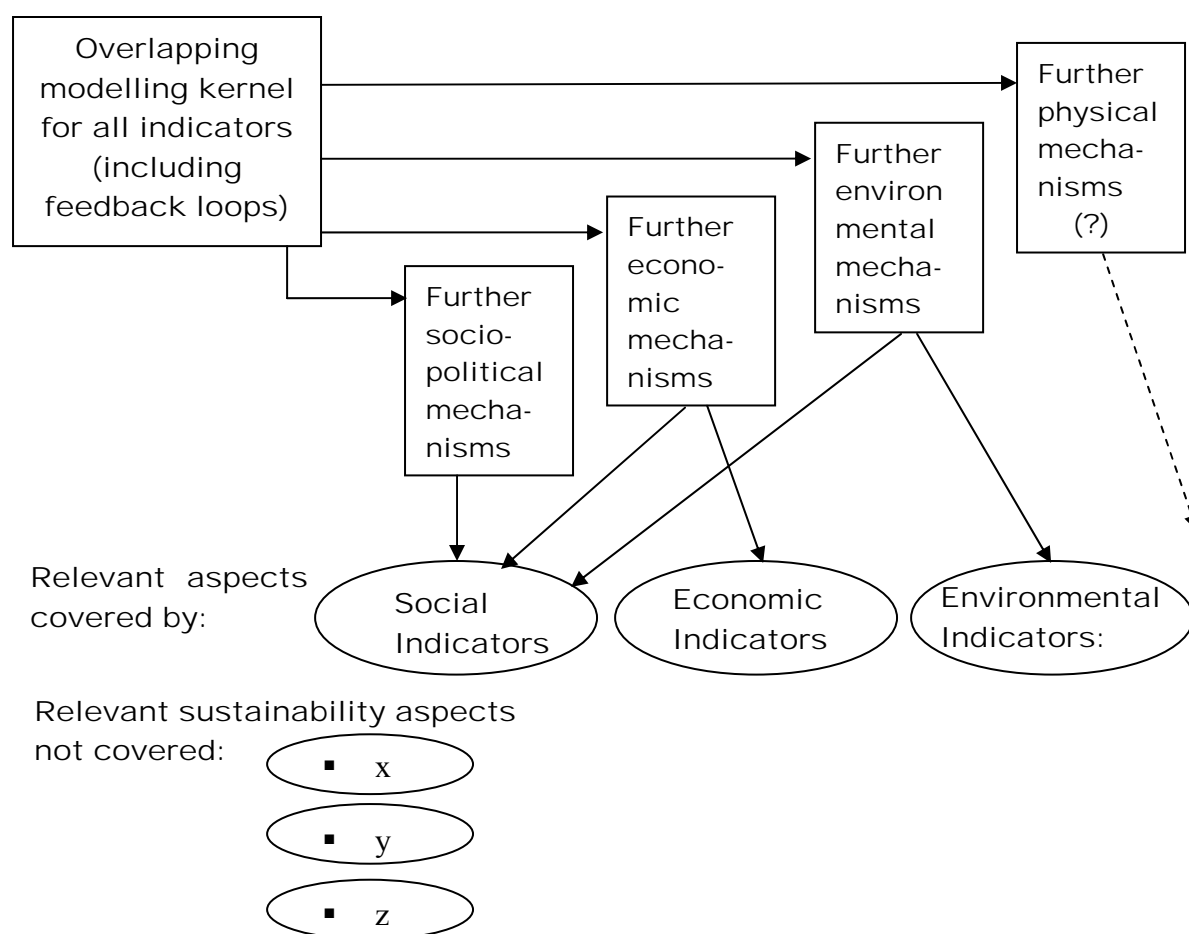 Overlapping
modelling kernel
for all indicators
(including
feedback loops)
Further
physical
mecha-
nisms
(?)
Further
environ
mental
mecha-
nisms
Further
econo-
mic
mecha-
nisms
Further
socio-
political
mecha-
nisms
Relevant aspects
covered by:
Social
Indicators
Economic
Indicators
Environmental
Indicators:
Relevant sustainability aspects
not covered:
▪ x
▪ y
▪ z